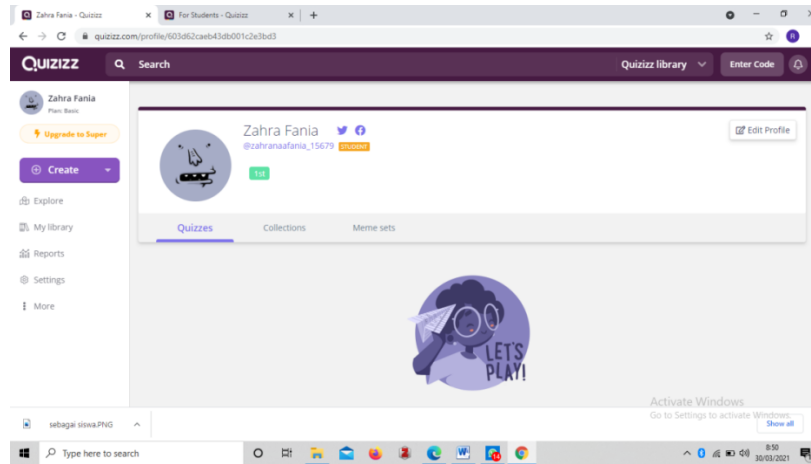 Zahra Fania - Quizizz
For Students - Quizizz
quizizz.com/profile/603d62caeb43db001c2e3bd3
R
QUIZIZZ
Search
Quizizz library
Enter Code
Zahra Fania
Plan: Basic
Upgrade to Super
Create
Explore
My library
Reports
Settings
More
Zahra Fania
@zahranaafania_15679 STUDENT
1st
Edit Profile
Quizzes Collections Meme sets
LET'S
PLAY!
Activate Windows
Go to Settings to activate Windows.
sebagai siswa.PNG
Show all
Type here to search
W
14
8:50
30/03/2021